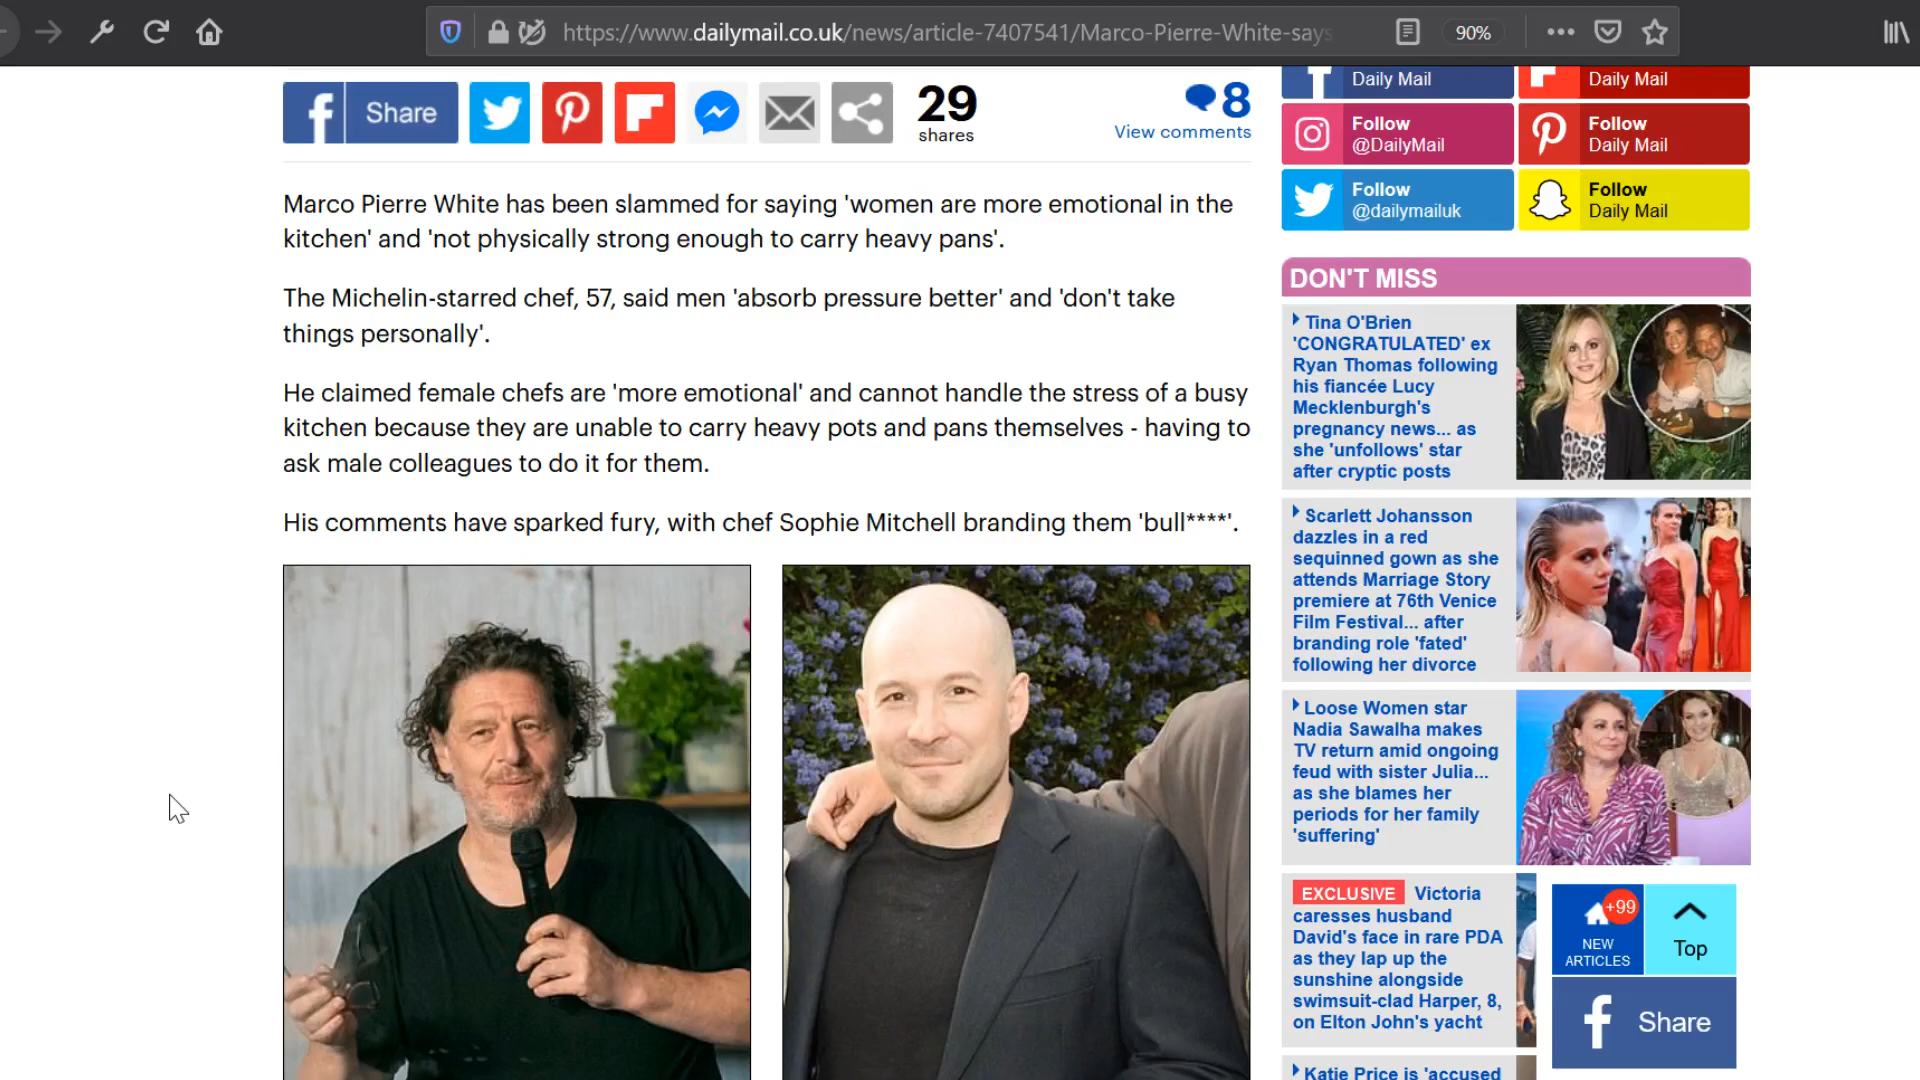 https://www.dailymail.co.uk/news/article-7407541/Marco-Pierre-White-says
90%
Share
29
shares
8
View comments
Marco Pierre White has been slammed for saying 'women are more emotional in the
kitchen' and 'not physically strong enough to carry heavy pans'.
The Michelin-starred chef, 57, said men 'absorb pressure better' and 'don't take
things personally'.
He claimed female chefs are 'more emotional' and cannot handle the stress of a busy
kitchen because they are unable to carry heavy pots and pans themselves - having to
ask male colleagues to do it for them.
His comments have sparked fury, with chef Sophie Mitchell branding them 'bull****'.
Daily Mail
Daily Mail
Follow
@DailyMail
Follow
Daily Mail
Follow
@dailymailuk
Follow
Daily Mail
DON'T MISS
Tina O'Brien
'CONGRATULATED' ex
Ryan Thomas following
his fiancée Lucy
Mecklenburgh's
pregnancy news... as
she 'unfollows' star
after cryptic posts
Scarlett Johansson
dazzles in a red
sequinned gown as she
attends Marriage Story
premiere at 76th Venice
Film Festival... after
branding role 'fated'
following her divorce
Loose Women star
Nadia Sawalha makes
TV return amid ongoing
feud with sister Julia...
as she blames her
periods for her family
'suffering'
EXCLUSIVE Victoria
caresses husband
David's face in rare PDA
as they lap up the
sunshine alongside
swimsuit-clad Harper, 8,
on Elton John's yacht
Katie Price is 'accused
+99
NEW
ARTICLES
Top
Share